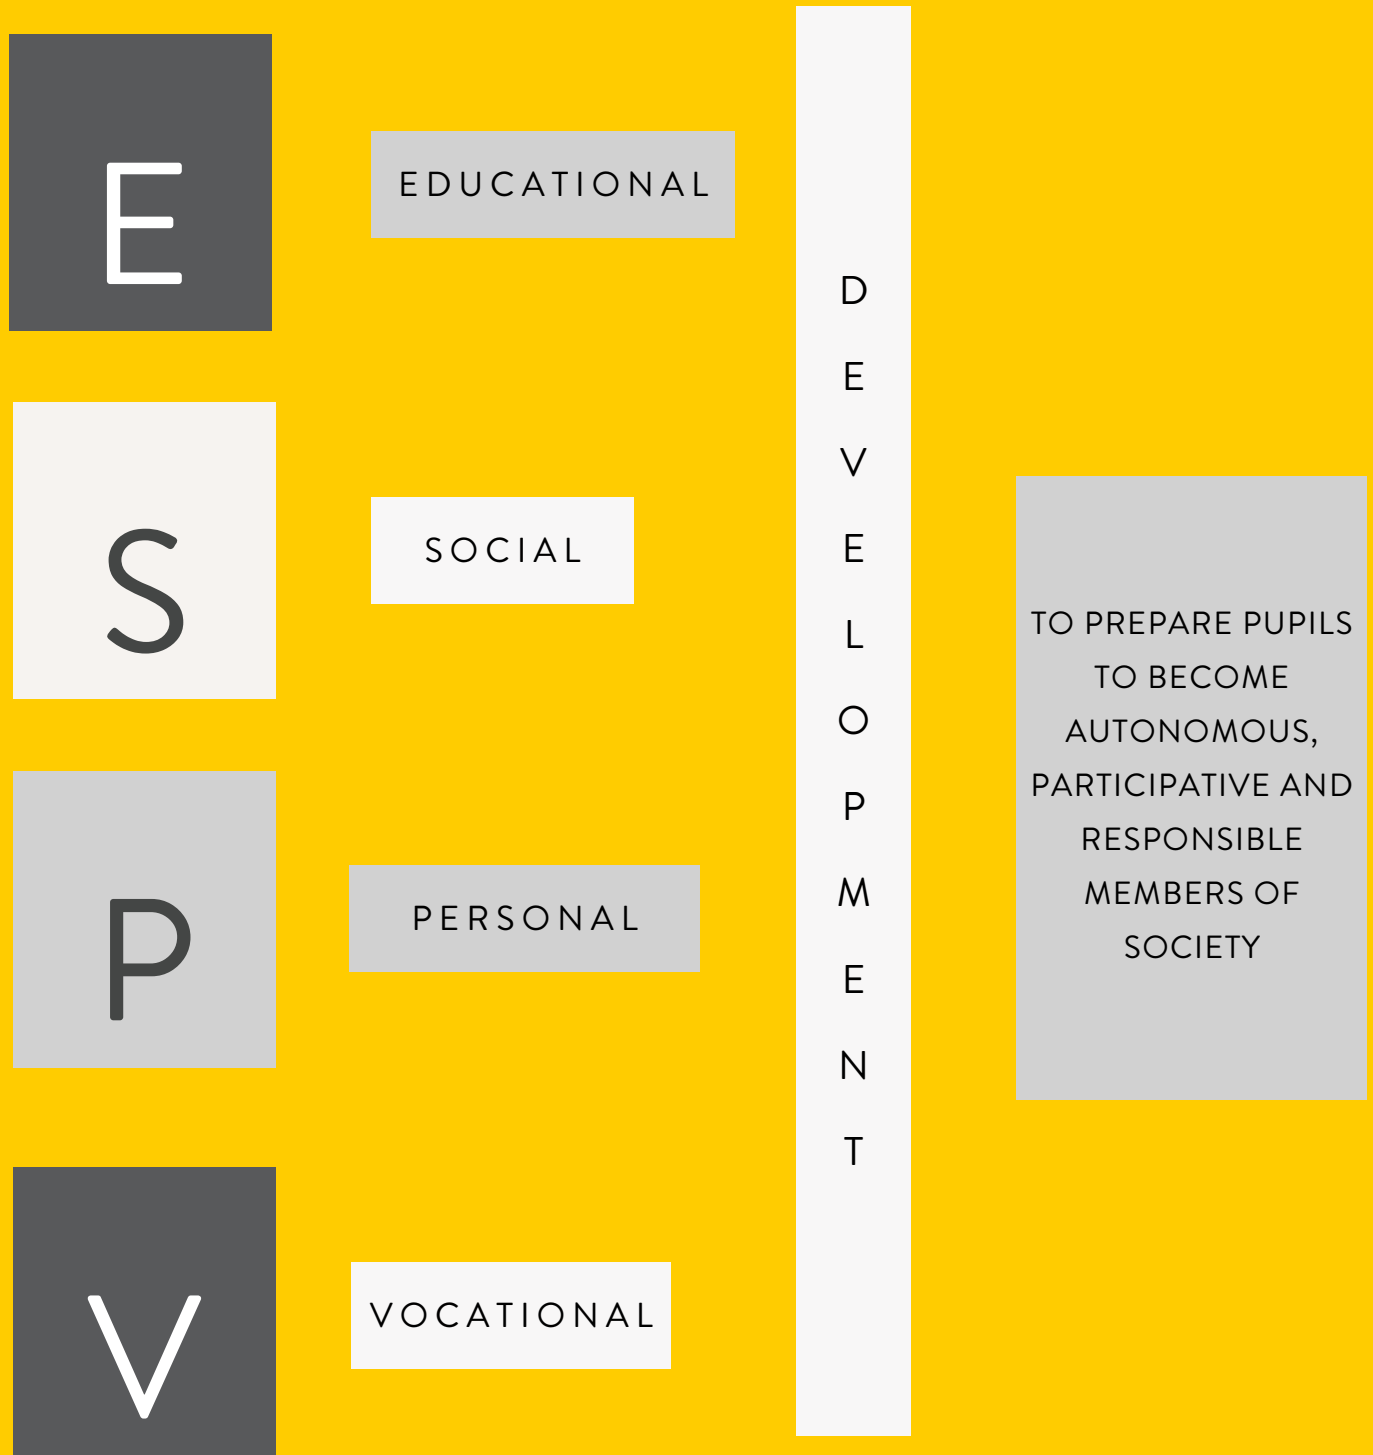 E
EDUCATIONAL
S
SOCIAL
P
PERSONAL
V
VOCATIONAL
D
E
V
E
L
O
P
M
E
N
T
TO PREPARE PUPILS
TO BECOME
AUTONOMOUS,
PARTICIPATIVE AND
RESPONSIBLE
MEMBERS OF
SOCIETY